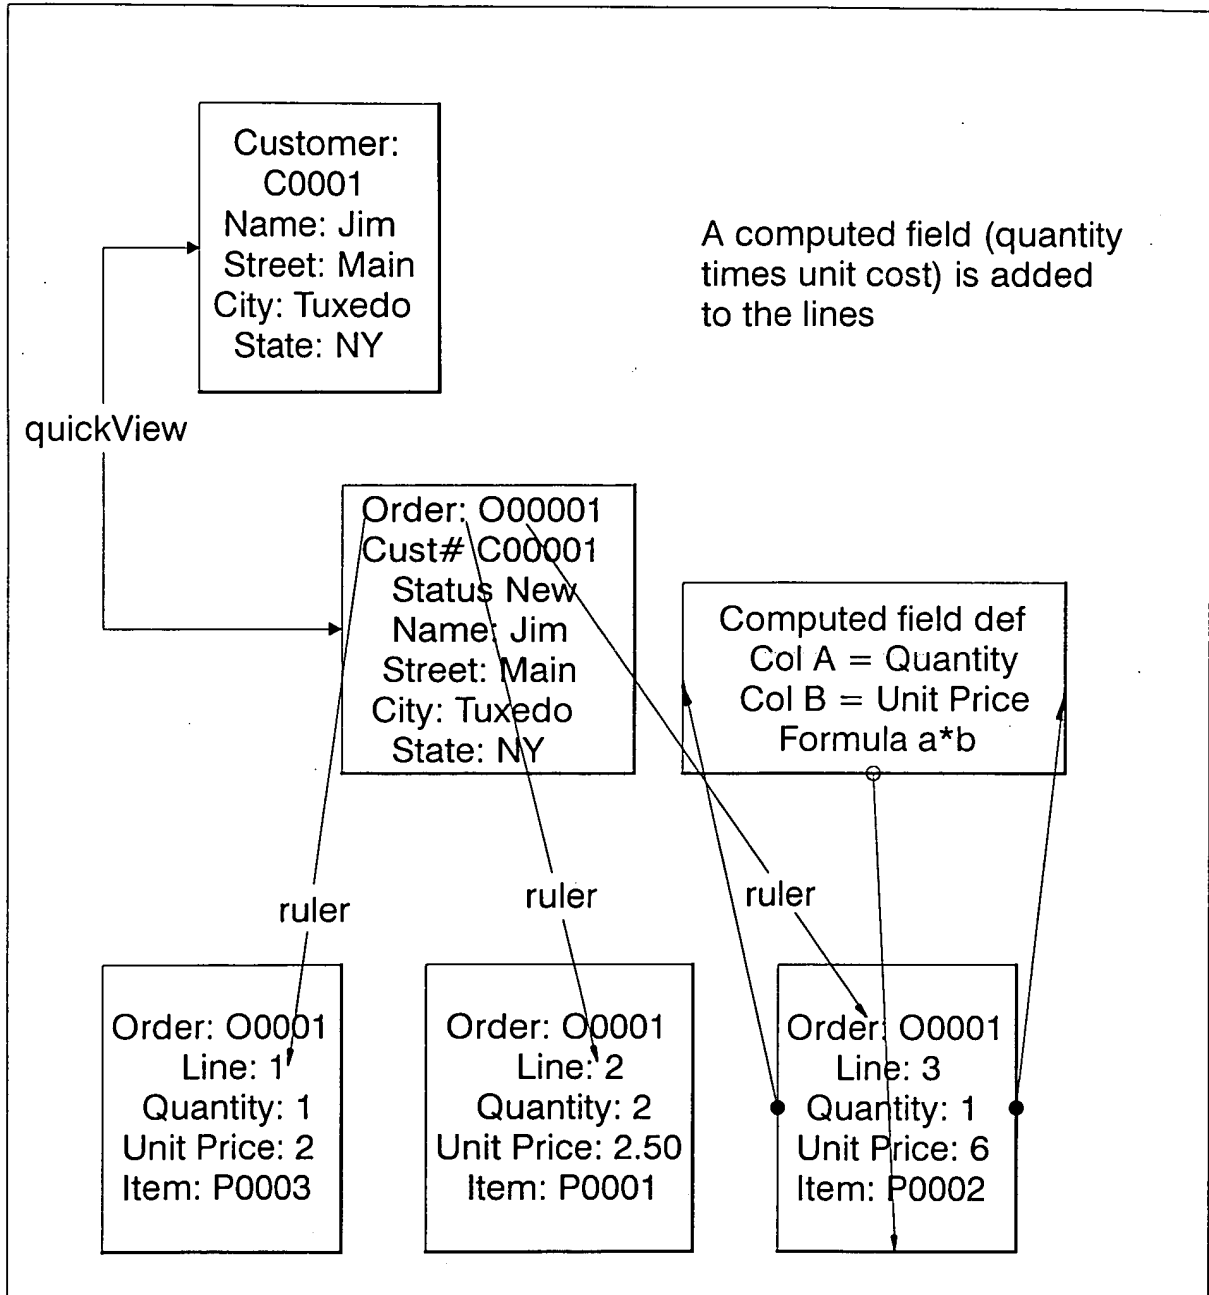 Customer:
C0001
Name: Jim
Street: Main
City: Tuxedo
State: NY
A computed field (quantity
times unit cost) is added
to the lines
quickView
Order: O00001
Cust# C00001
Status New
Name: Jim
Street: Main
City: Tuxedo
State: NY
Computed field def
Col A = Quantity
Col B = Unit Price
Formula a*b
ruler
ruler
ruler
Order: O0001
Line: 1
Quantity: 1
Unit Price: 2
Item: P0003
Order: O0001
Line: 2
Quantity: 2
Unit Price: 2.50
Item: P0001
Order: O0001
Line: 3
Quantity: 1
Unit Price: 6
Item: P0002